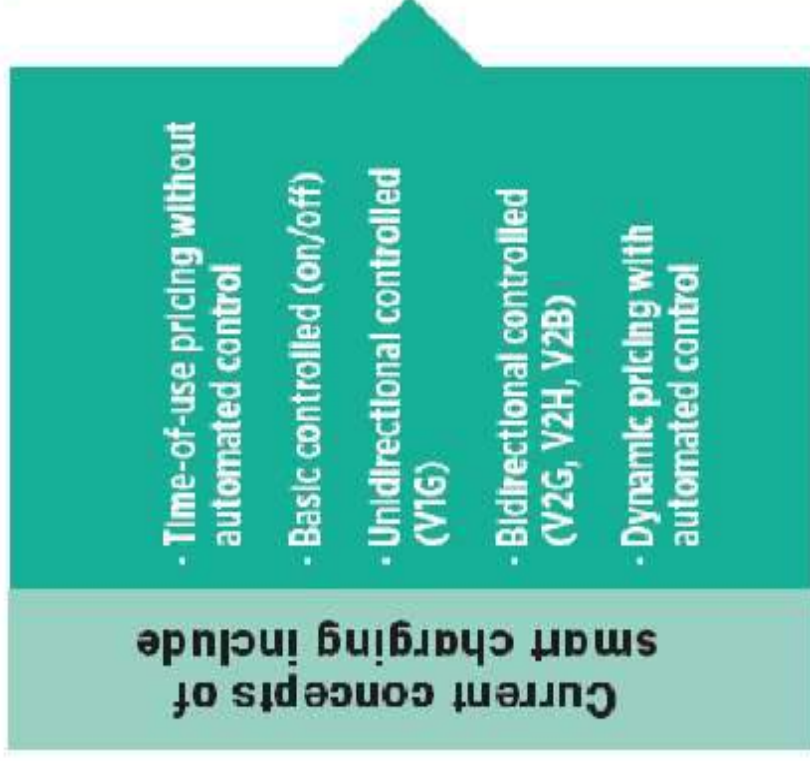 Current concepts of
smart charging include
· Time-of-use pricing without
automated control
· Basic controlled (on/off)
· Unidirectional controlled
(V1G)
· Bidirectional controlled
(V2G, V2H, V2B)
· Dynamic pricing with
automated control